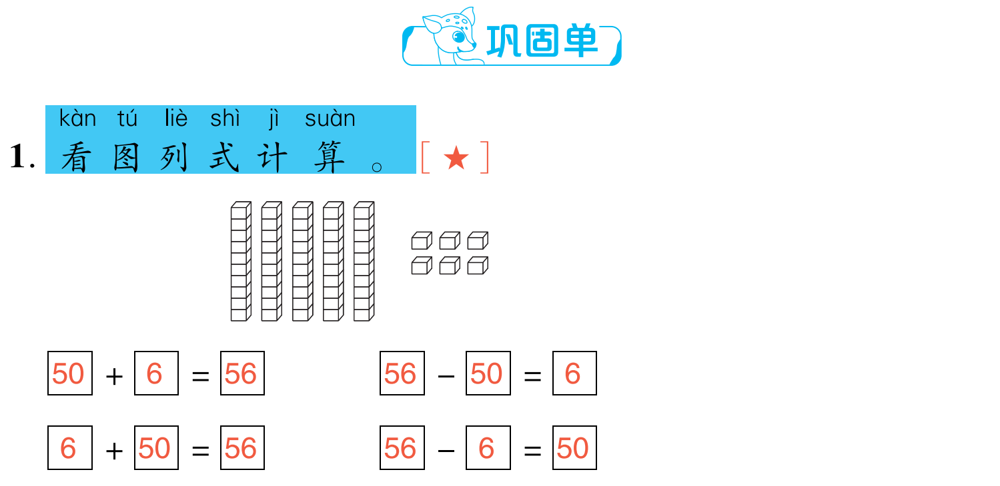 巩固单
kàn tú liè shì jì suàn
1. 看图列式计算。[ ★ ]
50 + 6 = 56 56 − 50 = 6
6 + 50 = 56 56 − 6 = 50